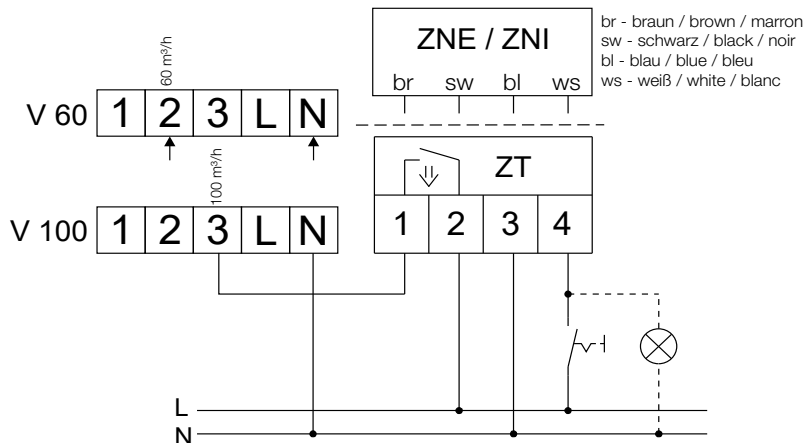 ZNE / ZNI
br sw bl ws
br - braun / brown / marron
sw - schwarz / black / noir
bl - blau / blue / bleu
ws - weiß / white / blanc
60 m³/h
V 60 1 2 3 L N
100 m³/h
V 100 1 2 3 L N
ZT
1 2 3 4
L
N